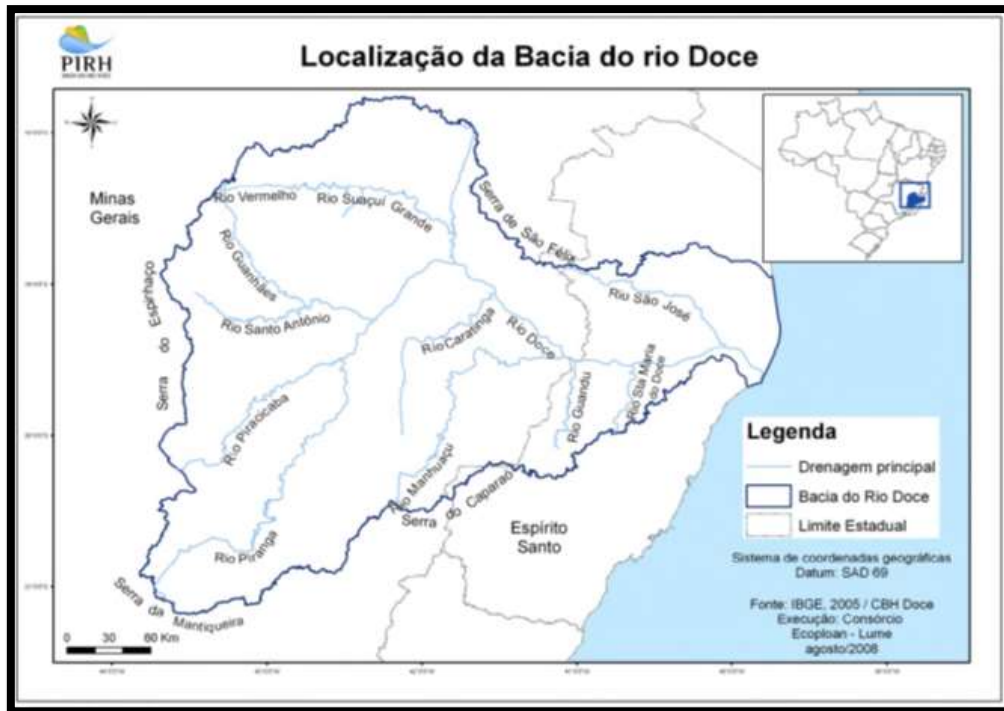 PIRH
Localização da Bacia do rio Doce
Minas
Gerais
Rio Vermelho
Rio Suaçuí Grande
Serra de São Félix
Rio Guanhães
Serra do Espinhaço
Rio Santo Antônio
Rio São José
Rio Caratinga
Rio Doce
Rio Piracicaba
Rio Guandu
Rio Sta Maria
do Doce
Rio Manhuaçu
Serra do Caparaó
Rio Piranga
Espírito
Santo
Serra da Mantiqueira
0 30 60 Km
Legenda
Drenagem principal
Bacia do Rio Doce
Limite Estadual
Sistema de coordenadas geográficas
Datum: SAD 69
Fonte: IBGE, 2005 / CBH Doce
Execução: Consórcio
Ecoploan - Lume
agosto/2008